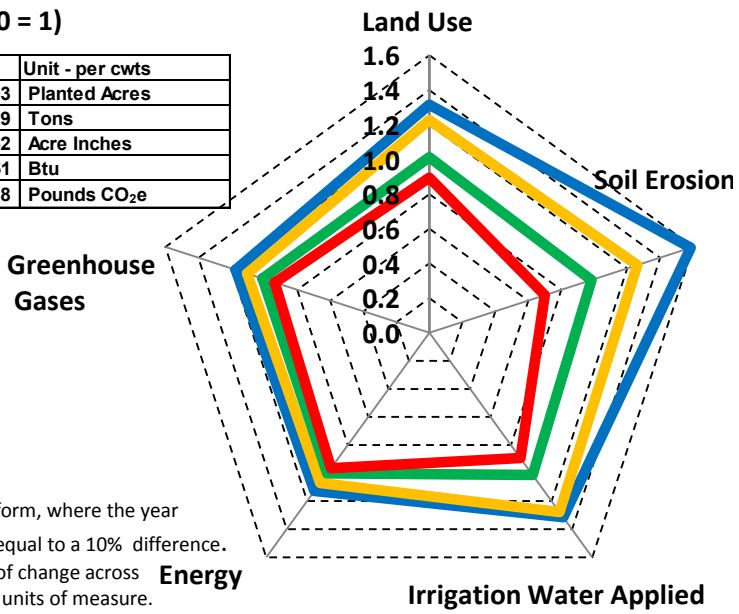 0 = 1)
Unit - per cwts
3 Planted Acres
9 Tons
2 Acre Inches
1 Btu
8 Pounds CO₂e
Land Use
1.6
1.4
1.2
1.0
0.8
0.6
0.4
0.2
0.0
Soil Erosion
Greenhouse
Gases
form, where the year
equal to a 10% difference.
of change across
units of measure.
Energy
Irrigation Water Applied